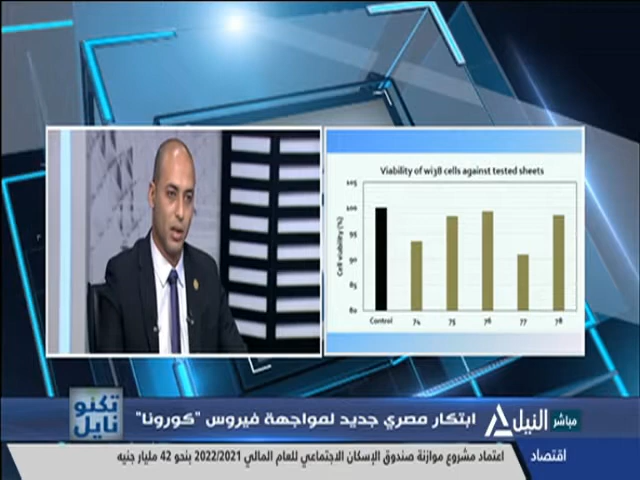 Viability of wi38 cells against tested sheets
Cell viability (%)
105
100
95
90
85
80
Control
74
75
76
77
78
تكنو
نايل
ابتكار مصري جديد لمواجهة فيروس "كورونا"
النيل
مباشر
اقتصاد
اعتماد مشروع موازنة صندوق الإسكان الاجتماعي للعام المالي 2022/2021 بنحو 42 مليار جنيه